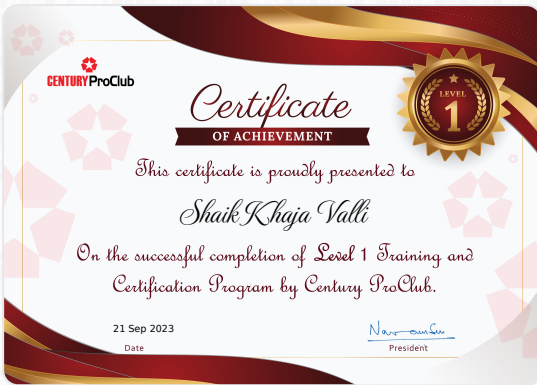 CENTURY ProClub
Certificate
OF ACHIEVEMENT
LEVEL
1
This certificate is proudly presented to
Shaik Khaja Valli
On the successful completion of Level 1 Training and
Certification Program by Century ProClub.
21 Sep 2023
Date
President